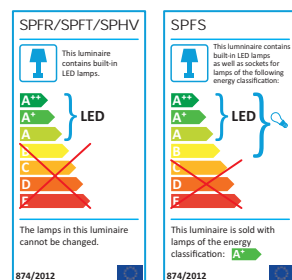 SPFR/SPFT/SPHV
This luminaire
contains built-in
LED lamps.
A++
A+
A
B
C
D
E
LED
The lamps in this luminaire
cannot be changed.
874/2012
SPFS
This lumninaire contains
built-in LED lamps
as well as sockets for
lamps of the following
energy classification:
A++
A+
A
B
C
D
E
LED
This luminaire is sold with
lamps of the energy
classification: A+
874/2012